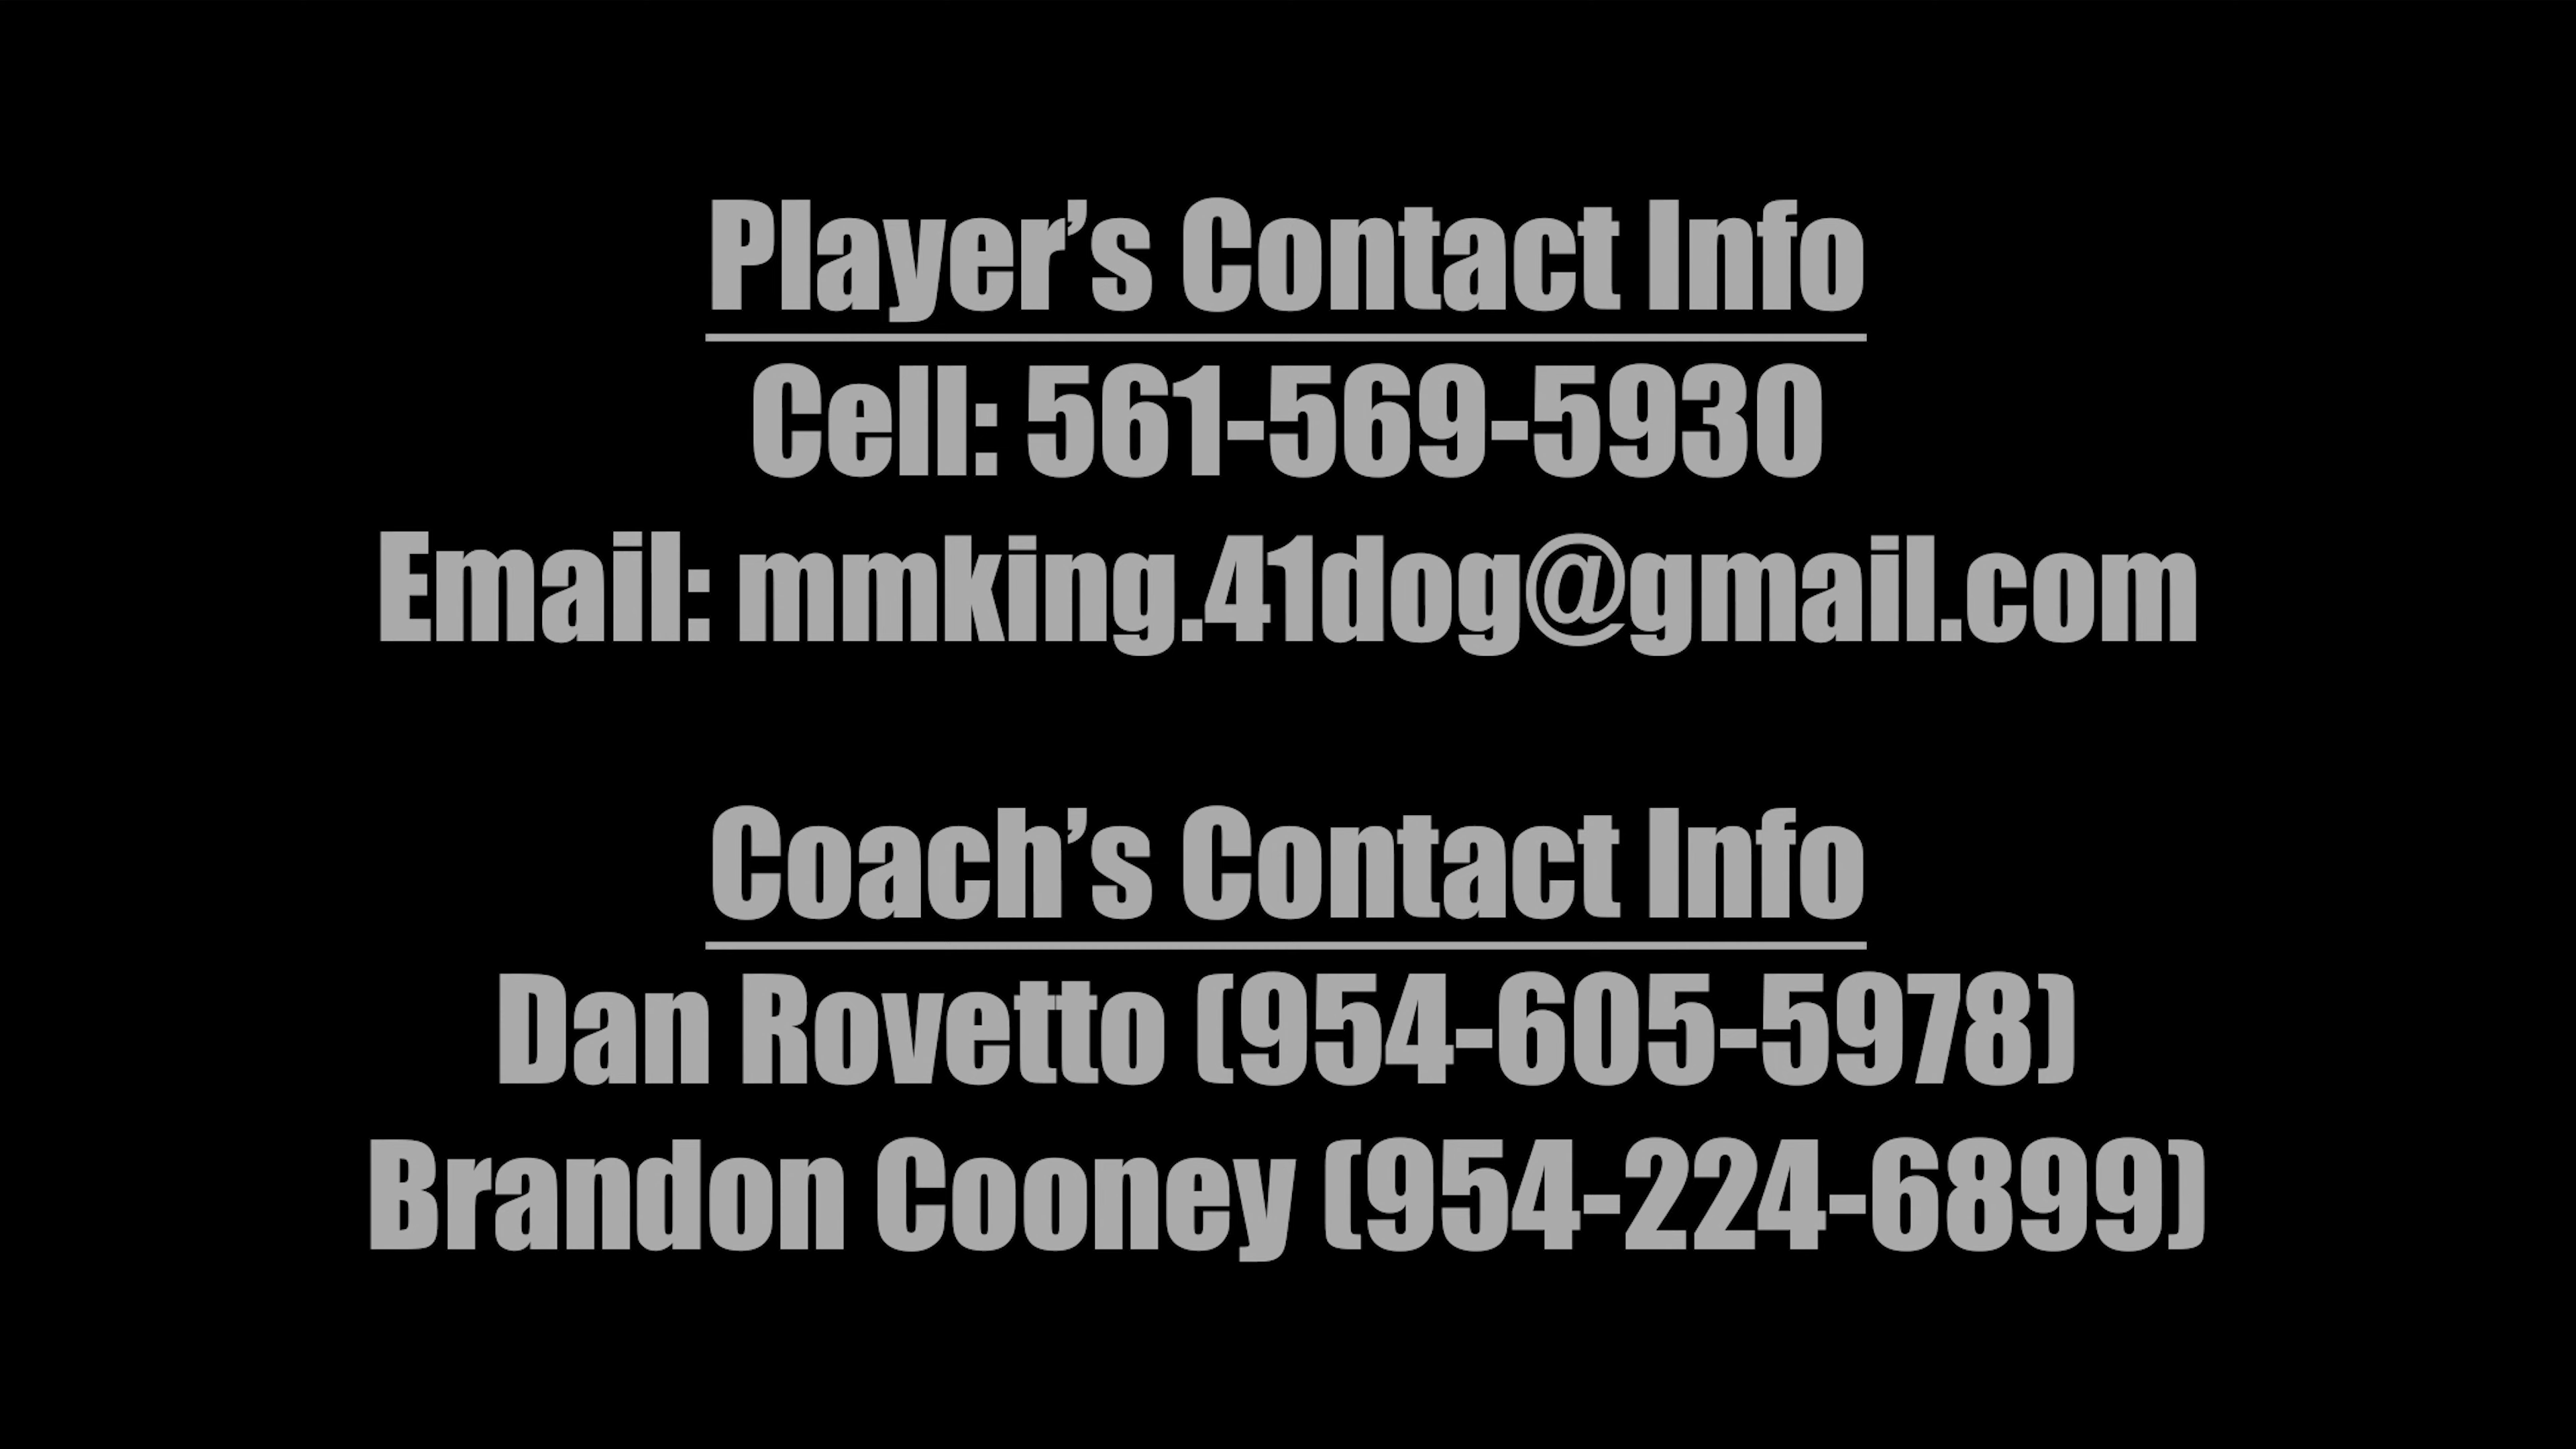 Player’s Contact Info
Cell: 561-569-5930
Email: mmking.41dog@gmail.com
Coach’s Contact Info
Dan Rovetto (954-605-5978)
Brandon Cooney (954-224-6899)